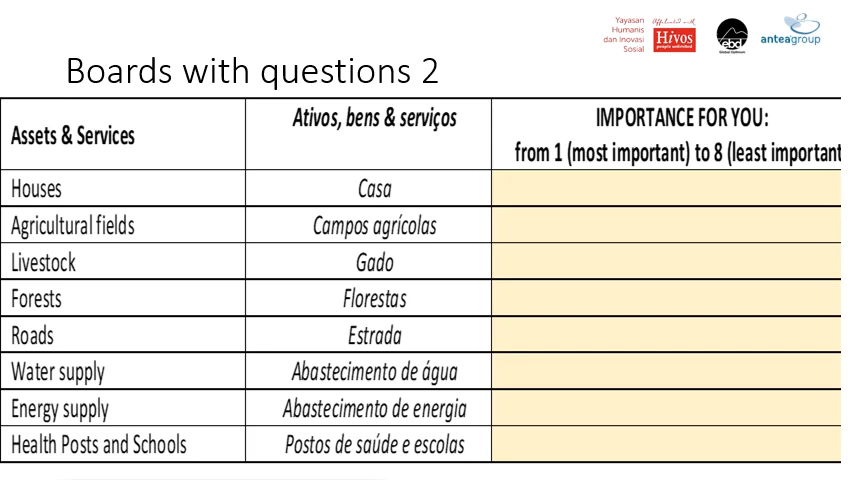 Yayasan
Humanis
dan Inovasi
Sosial
Hivos
people unlimited
ebd
anteagroup
Boards with questions 2
Assets & Services Ativos, bens & serviços IMPORTANCE FOR YOU:
from 1 (most important) to 8 (least important
Houses Casa
Agricultural fields Campos agrícolas
Livestock Gado
Forests Florestas
Roads Estrada
Water supply Abastecimento de água
Energy supply Abastecimento de energia
Health Posts and Schools Postos de saúde e escolas